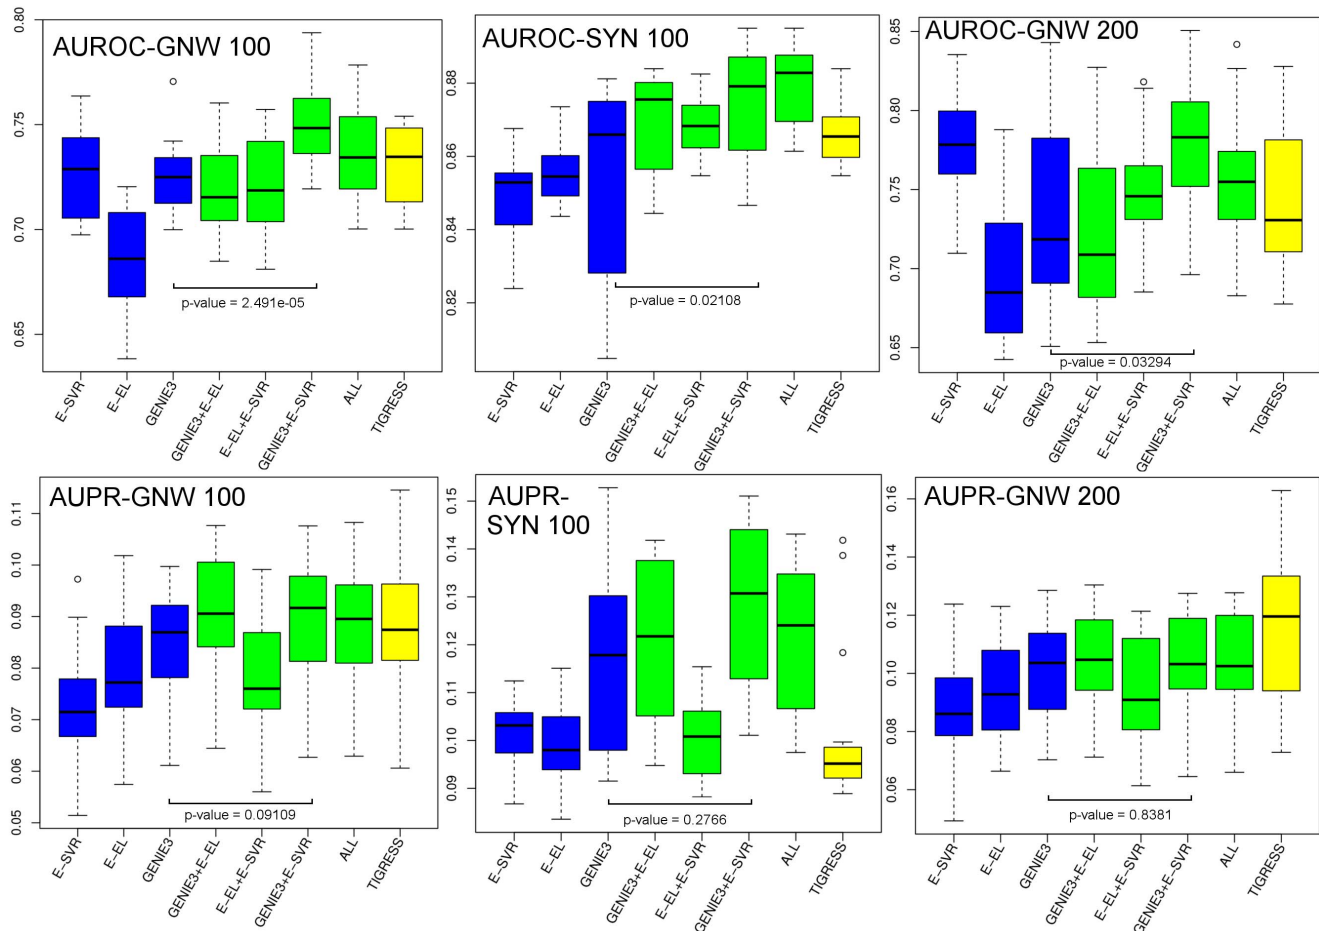 AUROC-GNW 100
0.80
0.75
0.70
0.65
p-value = 2.491e-05
E-SVR
E-EL
GENIE3
GENIE3+E-EL
E-EL+E-SVR
GENIE3+E-SVR
ALL
TIGRESS
AUROC-SYN 100
0.88
0.86
0.84
0.82
p-value = 0.02108
E-SVR
E-EL
GENIE3
GENIE3+E-EL
E-EL+E-SVR
GENIE3+E-SVR
ALL
TIGRESS
AUROC-GNW 200
0.85
0.80
0.75
0.70
0.65
p-value = 0.03294
E-SVR
E-EL
GENIE3
GENIE3+E-EL
E-EL+E-SVR
GENIE3+E-SVR
ALL
TIGRESS
AUPR-GNW 100
0.11
0.10
0.09
0.08
0.07
0.06
0.05
p-value = 0.09109
E-SVR
E-EL
GENIE3
GENIE3+E-EL
E-EL+E-SVR
GENIE3+E-SVR
ALL
TIGRESS
AUPR-
SYN 100
0.15
0.14
0.13
0.12
0.11
0.10
0.09
p-value = 0.2766
E-SVR
E-EL
GENIE3
GENIE3+E-EL
E-EL+E-SVR
GENIE3+E-SVR
ALL
TIGRESS
AUPR-GNW 200
0.16
0.14
0.12
0.10
0.08
0.06
p-value = 0.8381
E-SVR
E-EL
GENIE3
GENIE3+E-EL
E-EL+E-SVR
GENIE3+E-SVR
ALL
TIGRESS